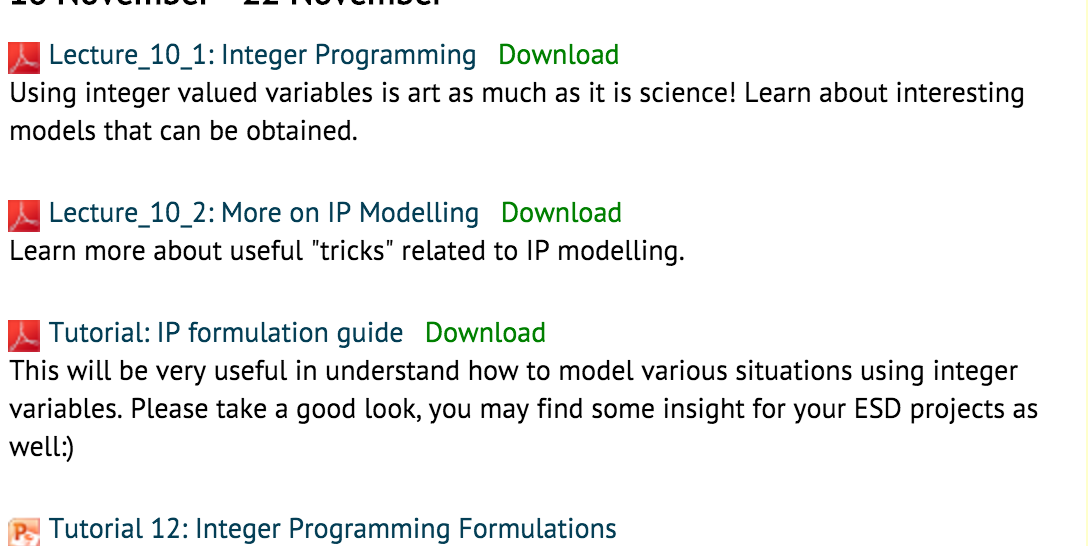 16 November - 22 November
Lecture_10_1: Integer Programming Download
Using integer valued variables is art as much as it is science! Learn about interesting
models that can be obtained.
Lecture_10_2: More on IP Modelling Download
Learn more about useful "tricks" related to IP modelling.
Tutorial: IP formulation guide Download
This will be very useful in understand how to model various situations using integer
variables. Please take a good look, you may find some insight for your ESD projects as
well:)
Tutorial 12: Integer Programming Formulations